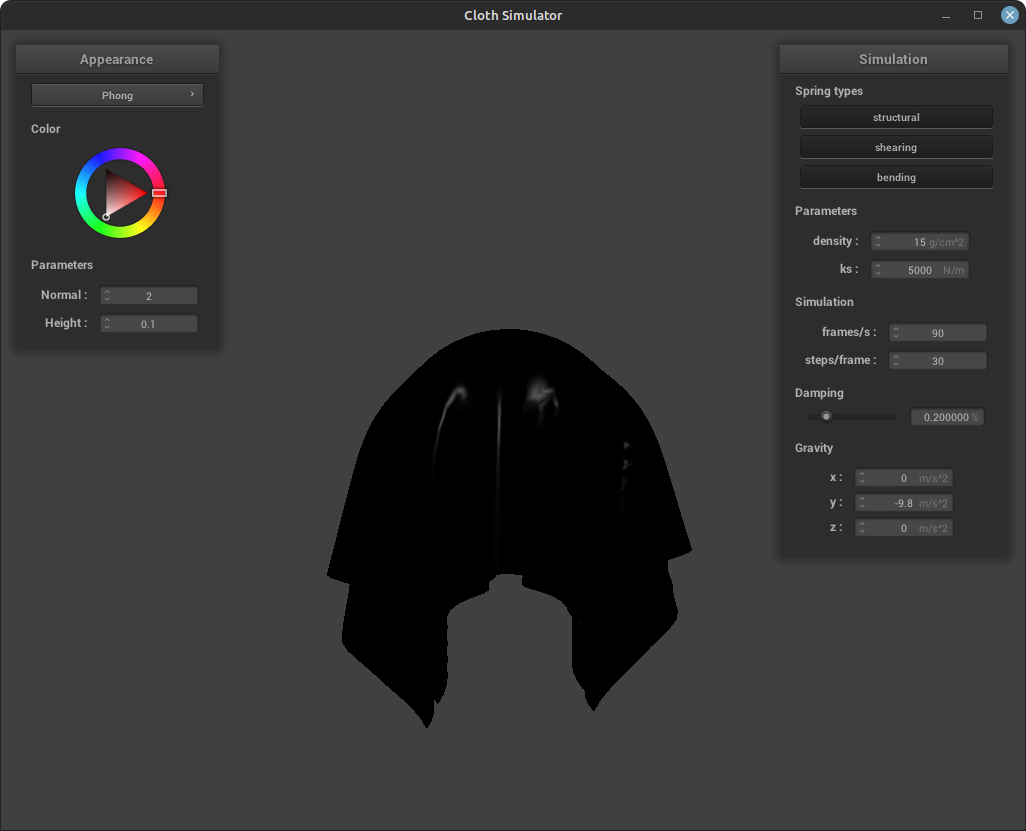 Cloth Simulator
Appearance
Phong
Color
Parameters
Normal : 2
Height : 0.1
Simulation
Spring types
structural
shearing
bending
Parameters
density : 15 g/cm^2
ks : 5000 N/m
Simulation
frames/s : 90
steps/frame : 30
Damping
0.200000 %
Gravity
x : 0 m/s^2
y : -9.8 m/s^2
z : 0 m/s^2